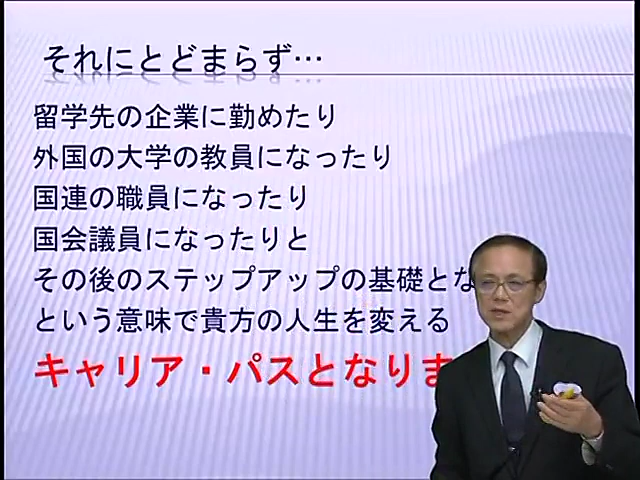 それにとどまらず…
留学先の企業に勤めたり
外国の大学の教員になったり
国連の職員になったり
国会議員になったりと
その後のステップアップの基礎とな
という意味で貴方の人生を変える
キャリア・パスとなりま